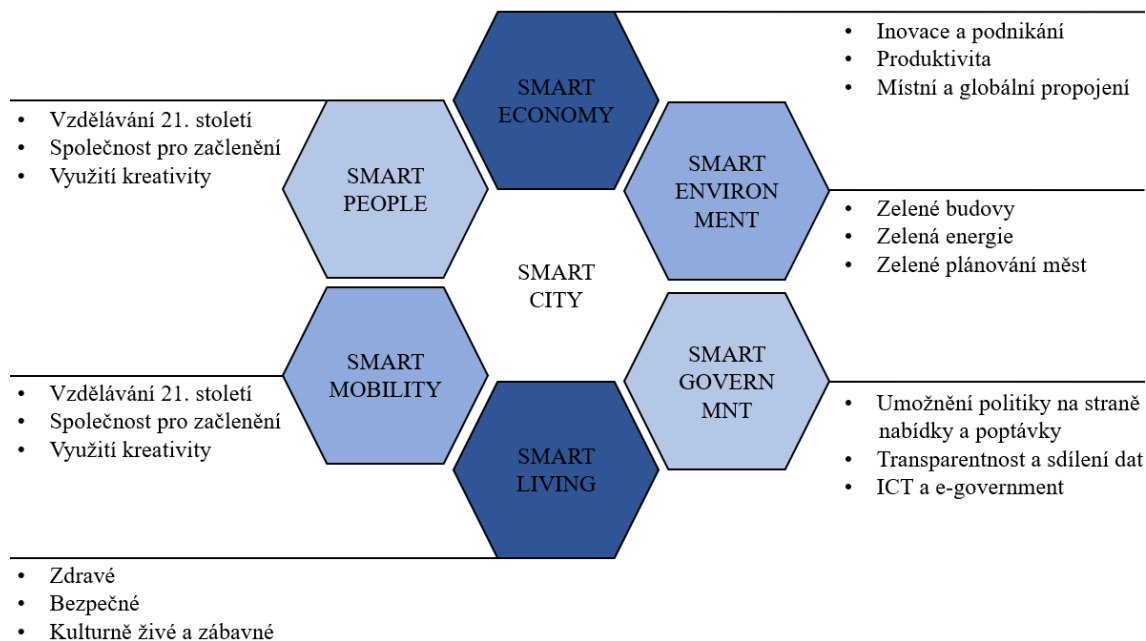 SMART
ECONOMY
• Inovace a podnikání
• Produktivita
• Místní a globální propojení
SMART
PEOPLE
• Vzdělávání 21. století
• Společnost pro začlenění
• Využití kreativity
SMART
ENVIRON
MENT
• Zelené budovy
• Zelená energie
• Zelené plánování měst
SMART
CITY
SMART
MOBILITY
• Vzdělávání 21. století
• Společnost pro začlenění
• Využití kreativity
SMART
GOVERN
MNT
• Umožnění politiky na straně
nabídky a poptávky
• Transparentnost a sdílení dat
• ICT a e-government
SMART
LIVING
• Zdravé
• Bezpečné
• Kulturně živé a zábavné